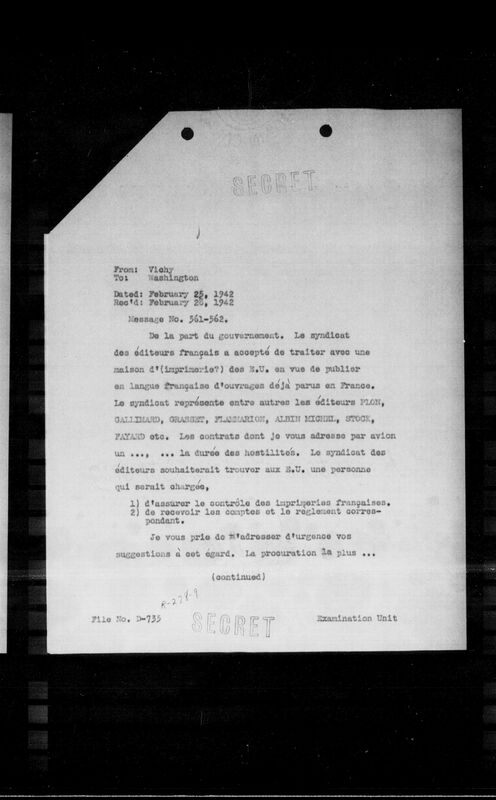 SECRET
From: Vichy
To: Washington
Dated: February 25, 1942
Rec'd: February 28, 1942
Message No. 561-562.
De la part du gouvernement. Le syndicat
des éditeurs français a accepté de traiter avec une
maison d'(imprimerie?) des E.U. en vue de publier
en langue française d'ouvrages déjà parus en France.
Le syndicat représente entre autres les éditeurs PLON,
GALLIMARD, GRASSET, FLAMMARION, ALBIN MICHEL, STOCK,
FAYARD etc. Les contrats dont je vous adresse par avion
un ..., ... la durée des hostilités. Le syndicat des
éditeurs souhaiterait trouver aux E.U. une personne
qui serait chargée,
1) d'assurer le contrôle des imprimeries françaises.
2) de recevoir les comptes et le règlement corres-
pondant.
Je vous prie de m'adresser d'urgence vos
suggestions à cet égard. La procuration la plus ...
(continued)
File No. D-735
SECRET
Examination Unit